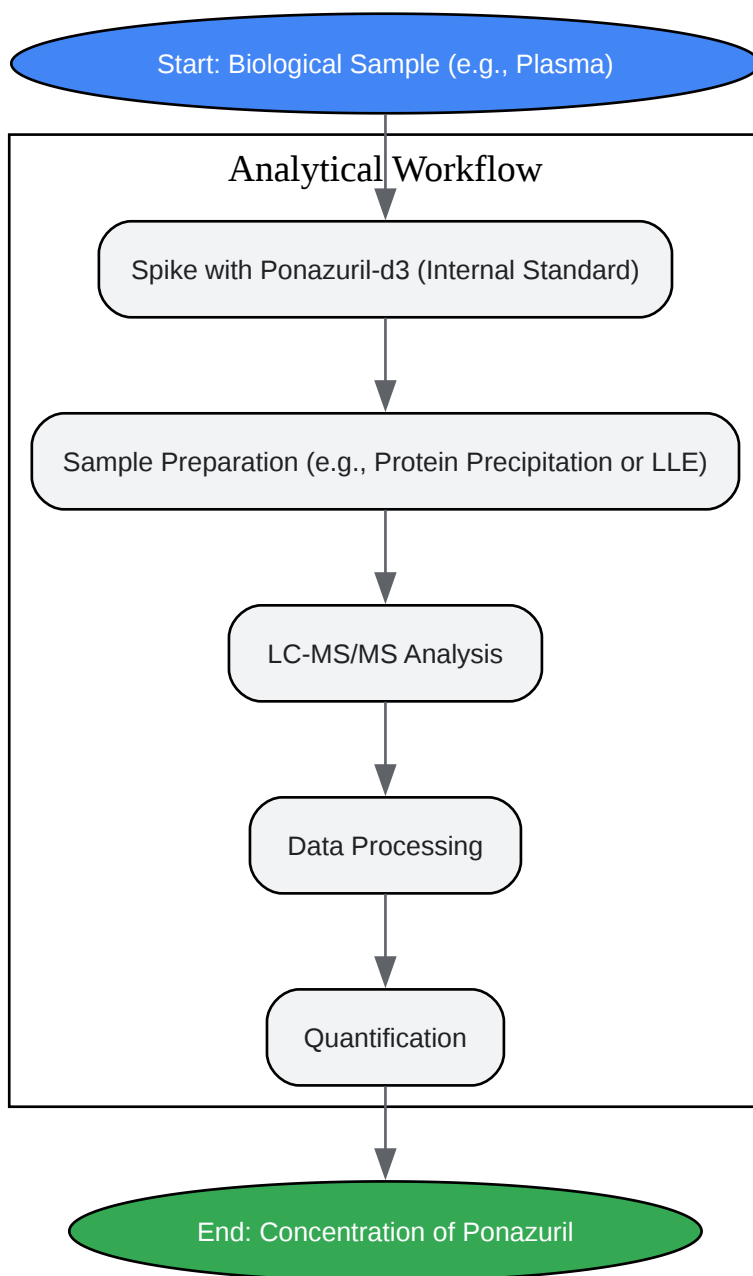 Start: Biological Sample (e.g., Plasma)
Analytical Workflow
Spike with Ponazuril-d3 (Internal Standard)
Sample Preparation (e.g., Protein Precipitation or LLE)
LC-MS/MS Analysis
Data Processing
Quantification
End: Concentration of Ponazuril